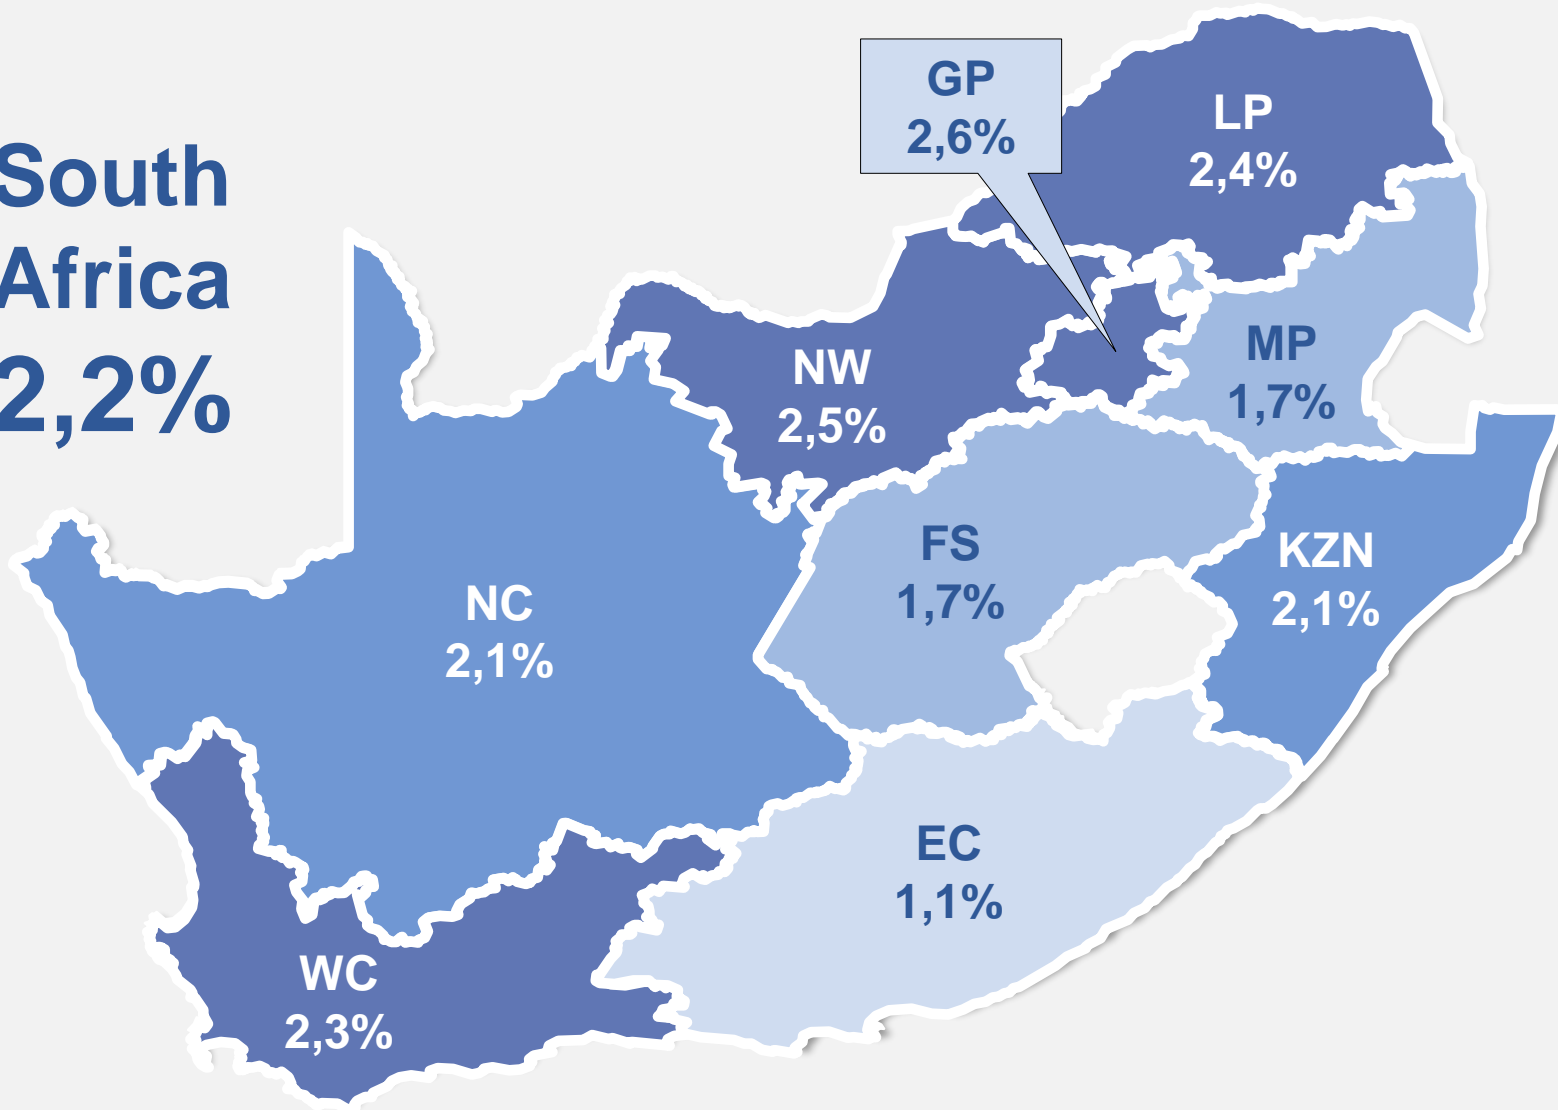 South
Africa
2,2%
GP
2,6%
LP
2,4%
NW
2,5%
MP
1,7%
FS
1,7%
KZN
2,1%
NC
2,1%
EC
1,1%
WC
2,3%